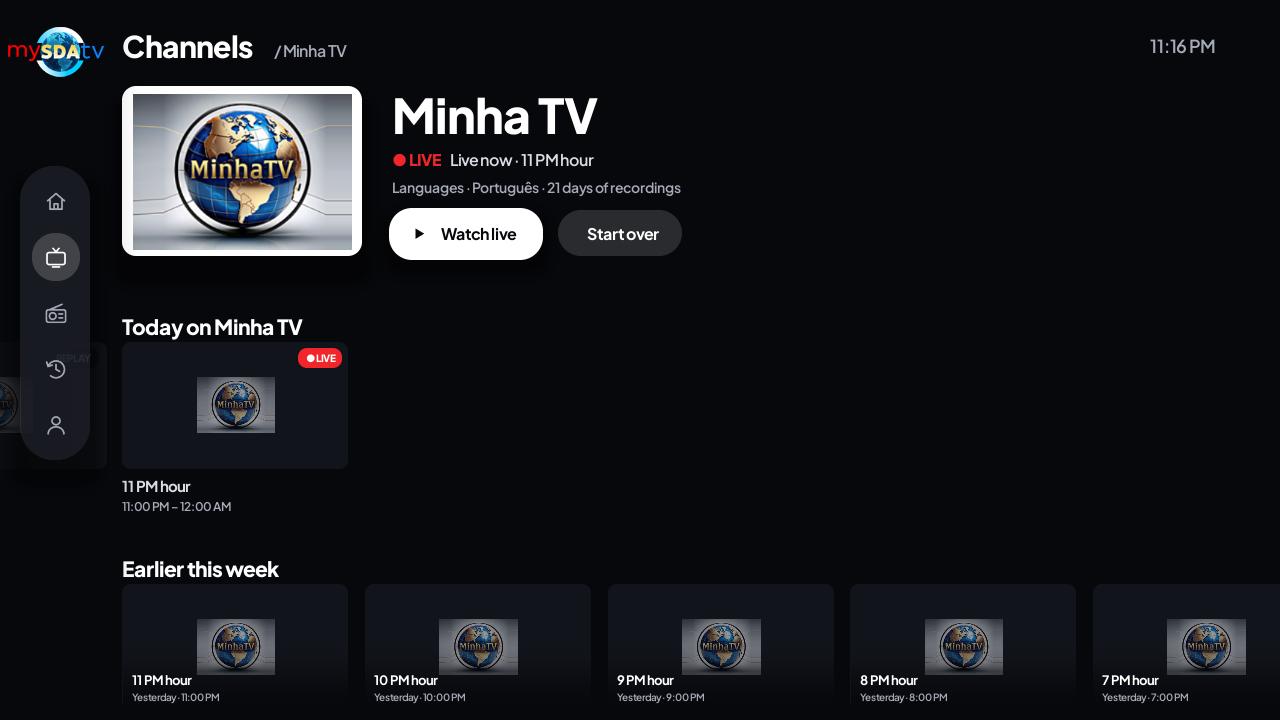 mySDAtv
Channels / Minha TV
11:16 PM
MinhaTV
Minha TV
LIVE Live now · 11 PM hour
Languages · Português · 21 days of recordings
Watch live
Start over
Today on Minha TV
REPLAY
LIVE
MinhaTV
11 PM hour
11:00 PM – 12:00 AM
Earlier this week
MinhaTV
MinhaTV
MinhaTV
MinhaTV
MinhaTV
11 PM hour
10 PM hour
9 PM hour
8 PM hour
7 PM hour
Yesterday · 11:00 PM
Yesterday · 10:00 PM
Yesterday · 9:00 PM
Yesterday · 8:00 PM
Yesterday · 7:00 PM